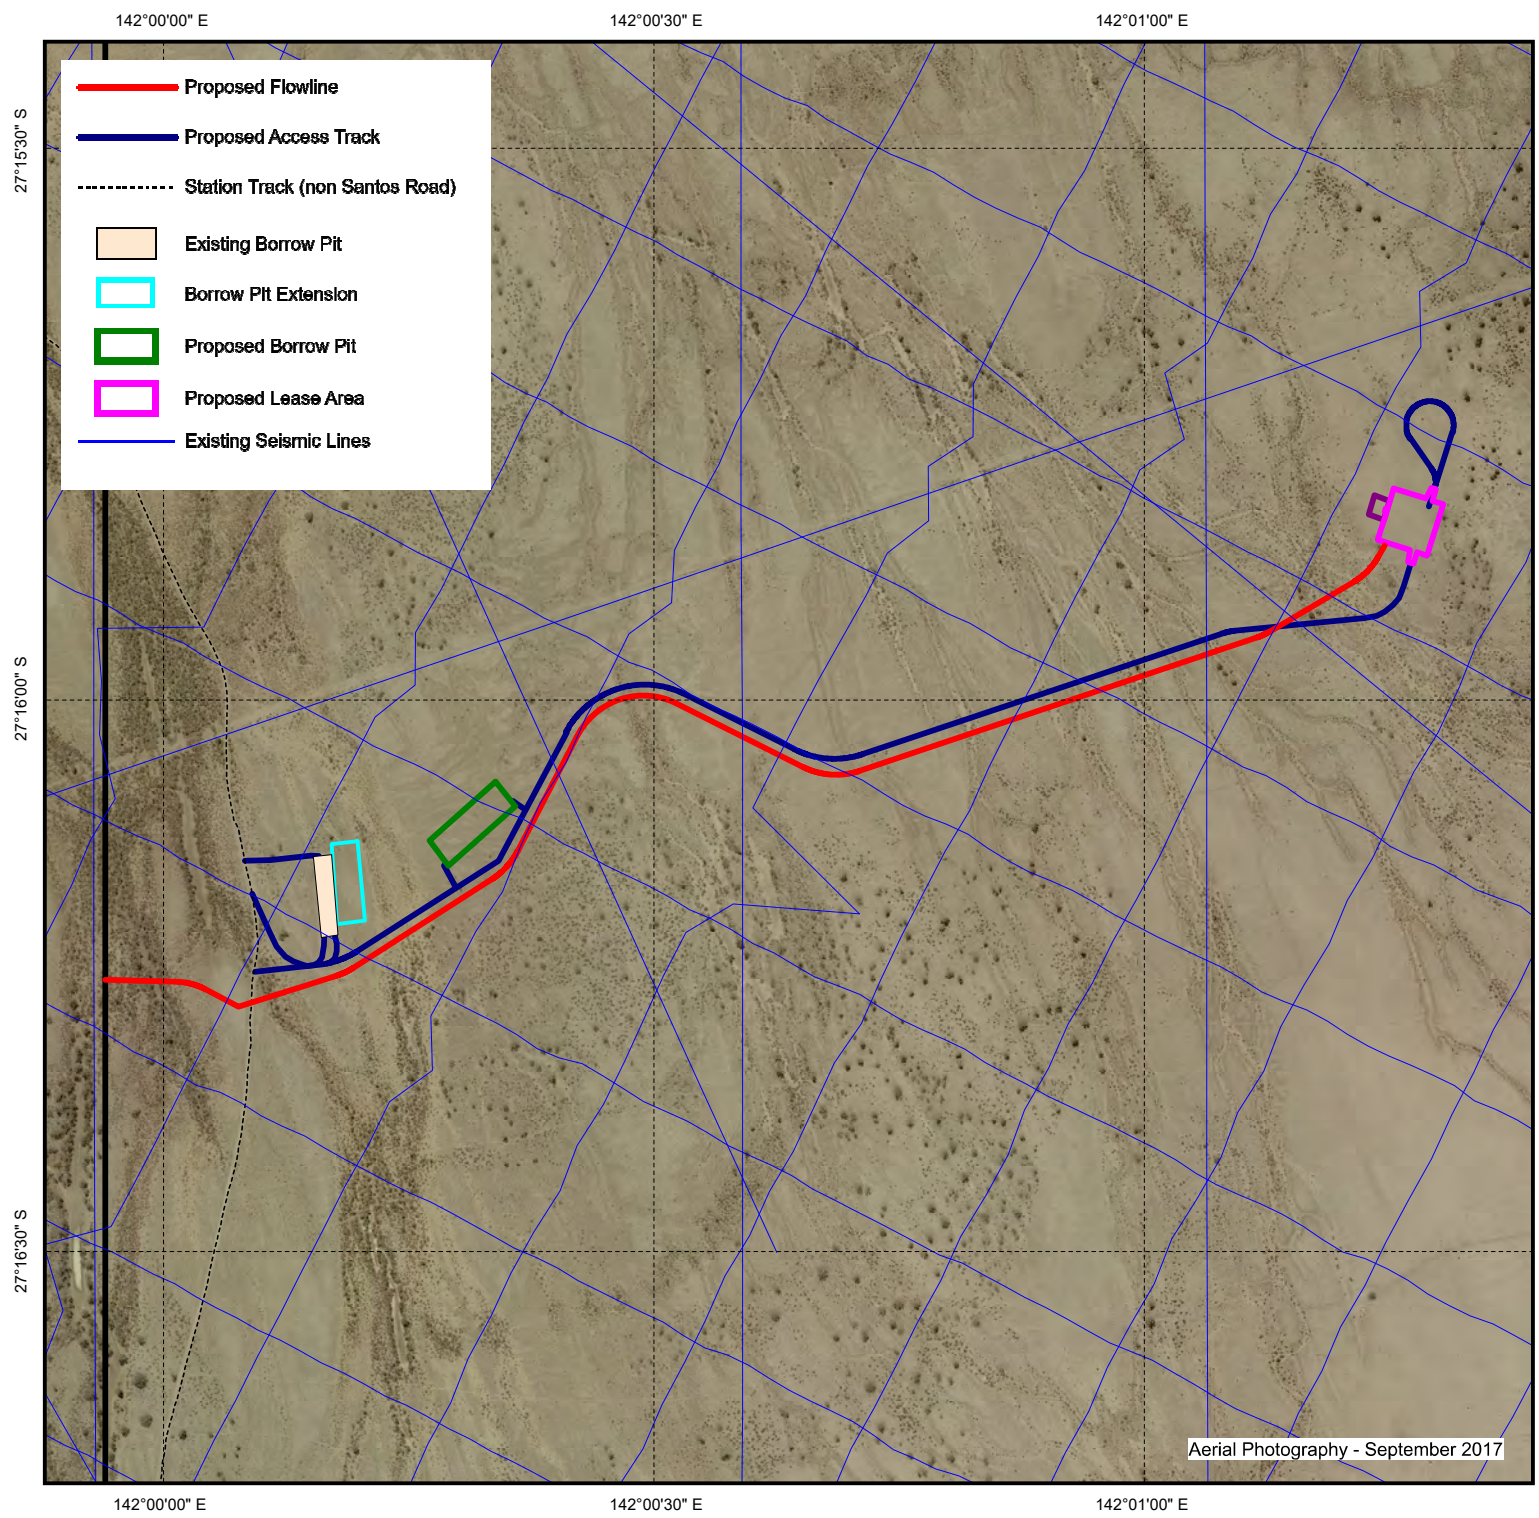 142°00'00" E
142°00'30" E
142°01'00" E
27°15'30" S
27°16'00" S
27°16'30" S
Proposed Flowline
Proposed Access Track
Station Track (non Santos Road)
Existing Borrow Pit
Borrow Pit Extension
Proposed Borrow Pit
Proposed Lease Area
Existing Seismic Lines
Aerial Photography - September 2017
142°00'00" E
142°00'30" E
142°01'00" E